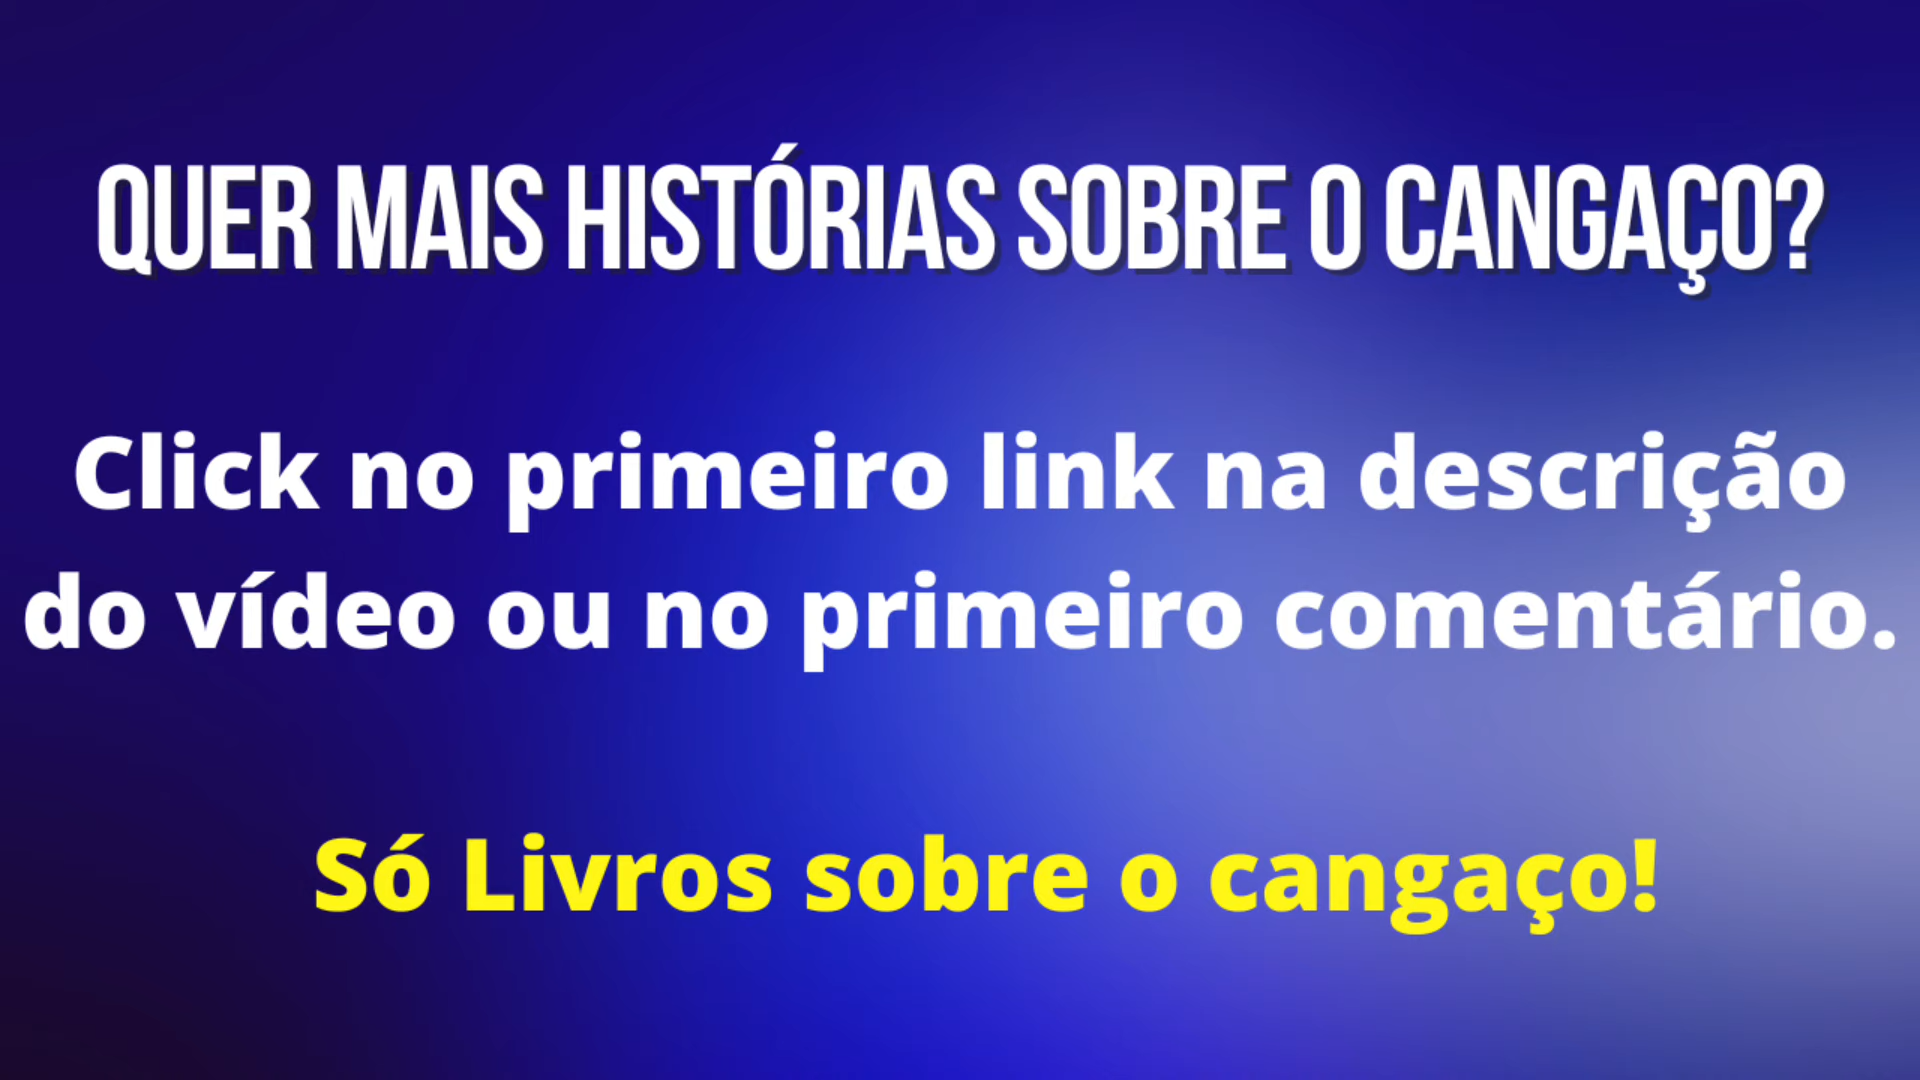 QUER MAIS HISTÓRIAS SOBRE O CANGAÇO?
Click no primeiro link na descrição
do vídeo ou no primeiro comentário.
Só Livros sobre o cangaço!